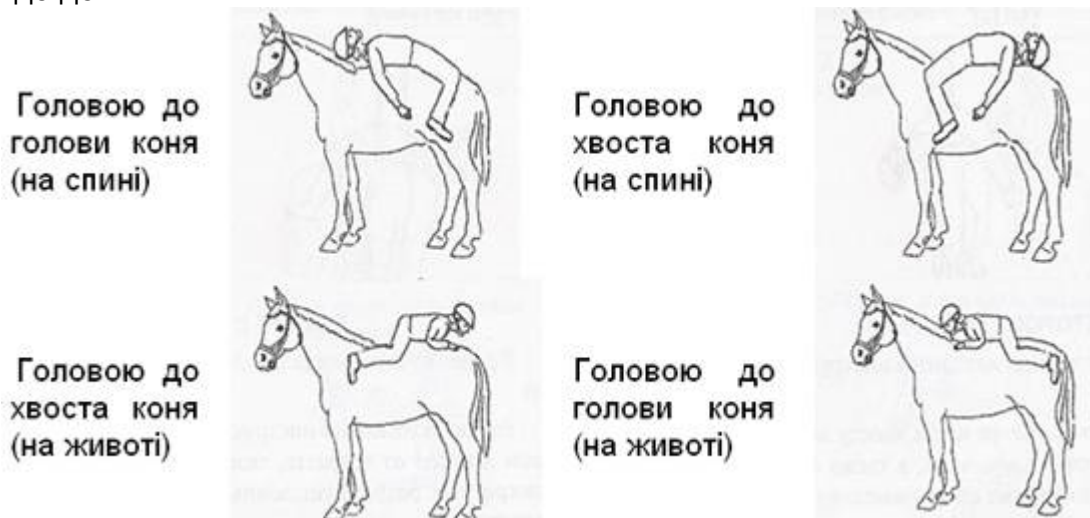 Головою до
голови коня
(на спині)
Головою до
хвоста коня
(на спині)
Головою до
хвоста коня
(на животі)
Головою до
голови коня
(на животі)